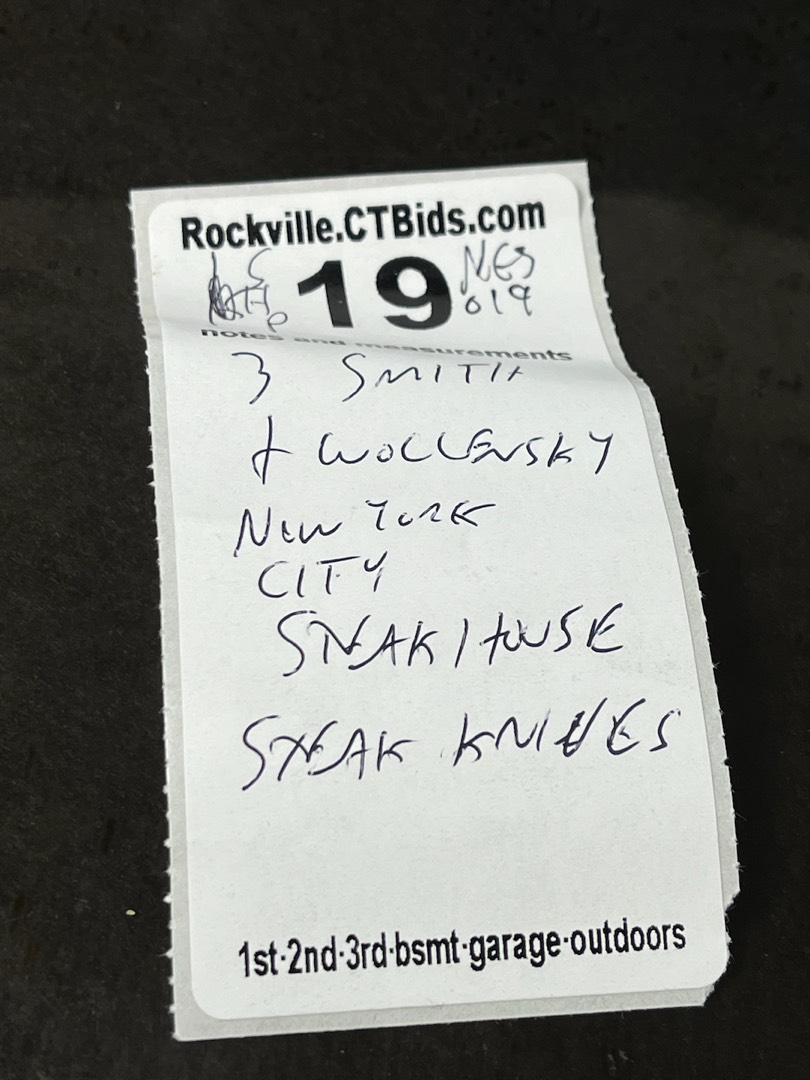 Rockville.CTBids.com
19 NES
019
notes and measurements
3 SMITH
+ WOLLENSKY
NEW YORK
CITY
STEAKHOUSE
STEAK KNIVES
1st·2nd·3rd·bsmt·garage·outdoors